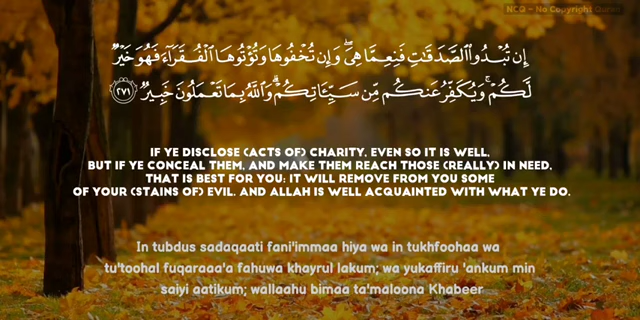 NCQ - No Copyright Quran
إِن تُبْدُوا۟ ٱلصَّدَقَـٰتِ فَنِعِمَّا هِىَ ۖ وَإِن تُخْفُوهَا وَتُؤْتُوهَا ٱلْفُقَرَآءَ فَهُوَ خَيْرٌ
لَّكُمْ ۚ وَيُكَفِّرُ عَنكُم مِّن سَيِّـَٔاتِكُمْ ۗ وَٱللَّهُ بِمَا تَعْمَلُونَ خَبِيرٌ ٢٧١
IF YE DISCLOSE (ACTS OF) CHARITY, EVEN SO IT IS WELL,
BUT IF YE CONCEAL THEM, AND MAKE THEM REACH THOSE (REALLY) IN NEED,
THAT IS BEST FOR YOU: IT WILL REMOVE FROM YOU SOME
OF YOUR (STAINS OF) EVIL. AND ALLAH IS WELL ACQUAINTED WITH WHAT YE DO.
In tubdus sadaqaati fani'immaa hiya wa in tukhfoohaa wa
tu'toohal fuqaraaa'a fahuwa khayrul lakum; wa yukaffiru 'ankum min
saiyi aatikum; wallaahu bimaa ta'maloona Khabeer